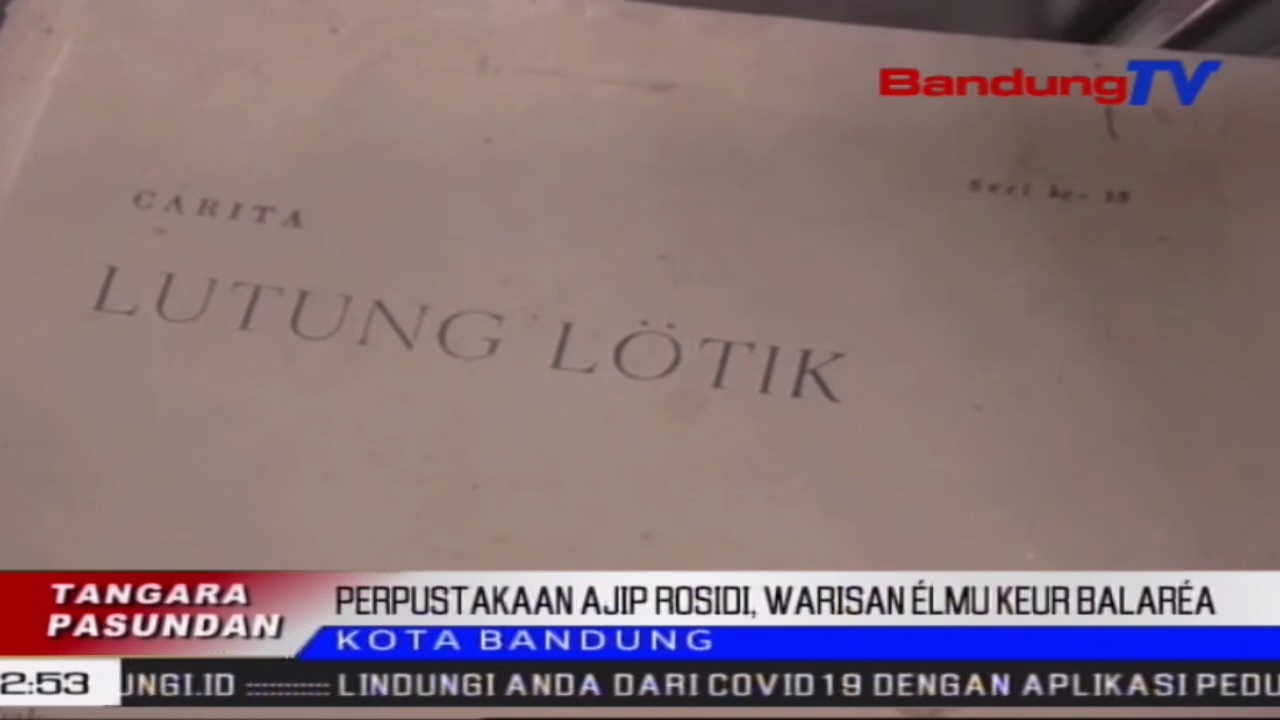 BandungTV
CARITA
Seri ke- 15
LUTUNG LÖTIK
TANGARA
PASUNDAN
PERPUSTAKAAN AJIP ROSIDI, WARISAN ÉLMU KEUR BALARÉA
KOTA BANDUNG
2:53
UNGI.ID :::::::::::: LINDUNGI ANDA DARI COVID19 DENGAN APLIKASI PEDU